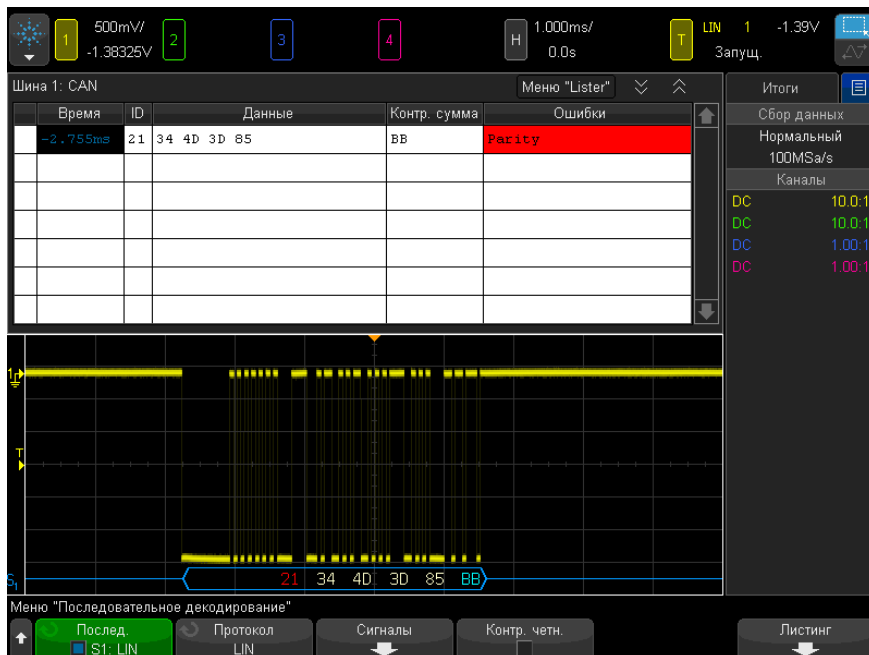 1 500mV/ 2 3 4 H 1.000ms/ T LIN 1 -1.39V
-1.38325V 0.0s Запущ.
Шина 1: CAN Меню "Lister"
Время ID Данные Контр. сумма Ошибки
-2.755ms 21 34 4D 3D 85 BB Parity
Итоги
Сбор данных
Нормальный
100MSa/s
Каналы
DC 10.0:1
DC 10.0:1
DC 1.00:1
DC 1.00:1
1
T
S1 21 34 4D 3D 85 BB
Меню "Последовательное декодирование"
Послед. Протокол Сигналы Контр. четн. Листинг
S1: LIN LIN